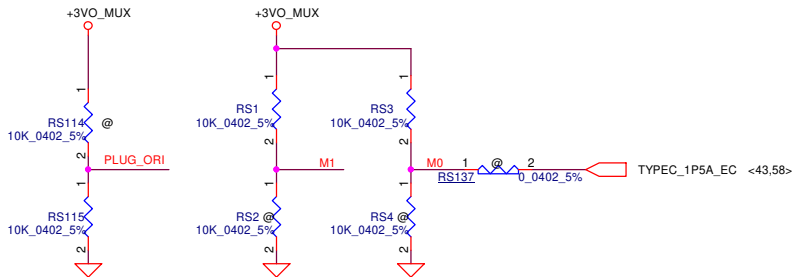 +3VO_MUX
+3VO_MUX
1
RS114 @
10K_0402_5%
2
PLUG_ORI
1
RS115
10K_0402_5%
2
1
RS1
10K_0402_5%
2
M1
1
RS2 @
10K_0402_5%
2
1
RS3
10K_0402_5%
2
M0
1 @ 2
RS137 0_0402_5%
TYPEC_1P5A_EC <43,58>
1
RS4 @
10K_0402_5%
2